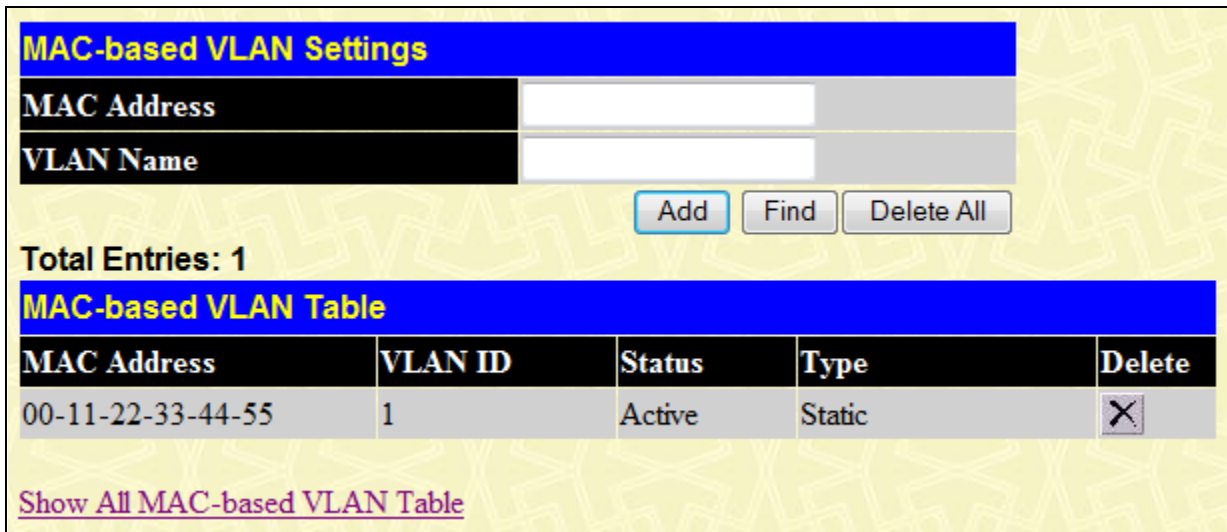 MAC-based VLAN Settings
MAC Address
VLAN Name
Add Find Delete All
Total Entries: 1
MAC-based VLAN Table
MAC Address VLAN ID Status Type Delete
00-11-22-33-44-55 1 Active Static
Show All MAC-based VLAN Table